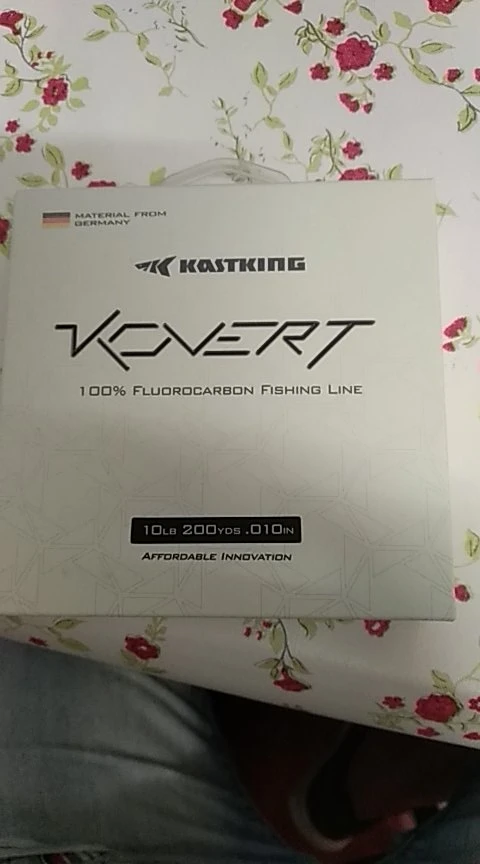 MATERIAL FROM
GERMANY
KASTKING
KOVERT
100% FLUOROCARBON FISHING LINE
10LB 200YDS .010IN
AFFORDABLE INNOVATION